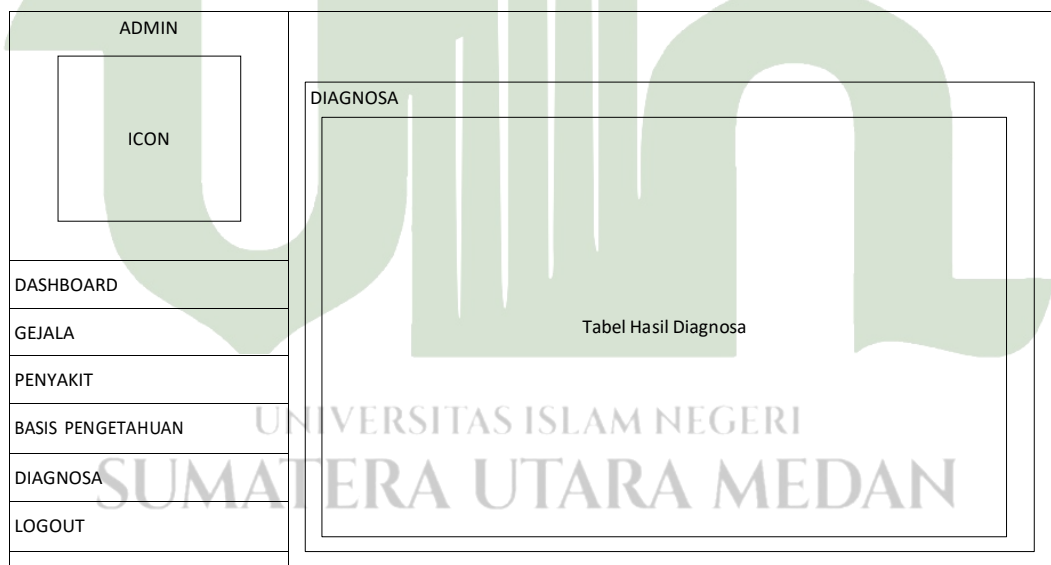 ADMIN
ICON
DASHBOARD
GEJALA
PENYAKIT
BASIS PENGETAHUAN
DIAGNOSA
LOGOUT
DIAGNOSA
Tabel Hasil Diagnosa
UNIVERSITAS ISLAM NEGERI
SUMATERA UTARA MEDAN